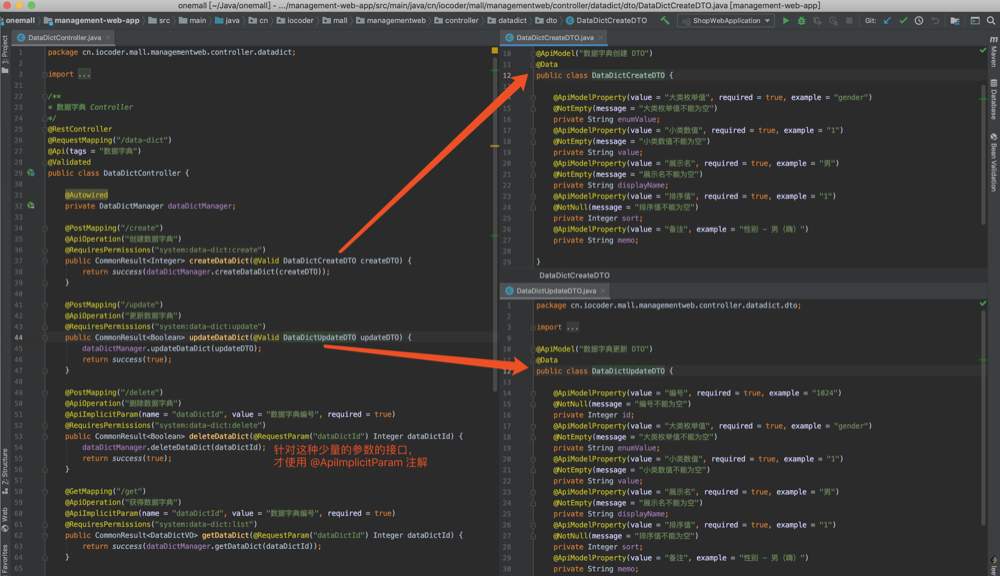 onemall [~/Java/onemall] - .../management-web-app/src/main/java/cn/iocoder/mall/managementweb/controller/datadict/dto/DataDictCreateDTO.java [management-web-app]
onemall
management-web-app
src
main
java
cn
iocoder
mall
managementweb
controller
datadict
dto
DataDictCreateDTO
ShopWebApplication
Git:
DataDictController.java
1 package cn.iocoder.mall.managementweb.controller.datadict;
2
3 import ...
21
22 /**
23 * 数据字典 Controller
24 */
25 @RestController
26 @RequestMapping("/data-dict")
27 @Api(tags = "数据字典")
28 @Validated
29 public class DataDictController {
30
31 @Autowired
32 private DataDictManager dataDictManager;
33
34 @PostMapping("/create")
35 @ApiOperation("创建数据字典")
36 @RequiresPermissions("system:data-dict:create")
37 public CommonResult<Integer> createDataDict(@Valid DataDictCreateDTO createDTO) {
38 return success(dataDictManager.createDataDict(createDTO));
39 }
40
41 @PostMapping("/update")
42 @ApiOperation("更新数据字典")
43 @RequiresPermissions("system:data-dict:update")
44 public CommonResult<Boolean> updateDataDict(@Valid DataDictUpdateDTO updateDTO) {
45 dataDictManager.updateDataDict(updateDTO);
46 return success(true);
47 }
48
49 @PostMapping("/delete")
50 @ApiOperation("删除数据字典")
51 @ApiImplicitParam(name = "dataDictId", value = "数据字典编号", required = true)
52 @RequiresPermissions("system:data-dict:delete")
53 public CommonResult<Boolean> deleteDataDict(@RequestParam("dataDictId") Integer dataDictId) {
54 dataDictManager.deleteDataDict(dataDictId);
55 return success(true);
56 }
57
58 @GetMapping("/get")
59 @ApiOperation("获得数据字典")
60 @ApiImplicitParam(name = "dataDictId", value = "数据字典编号", required = true)
61 @RequiresPermissions("system:data-dict:list")
62 public CommonResult<DataDictVO> getDataDict(@RequestParam("dataDictId") Integer dataDictId) {
63 return success(dataDictManager.getDataDict(dataDictId));
64 }
65
针对这种少量的参数的接口,
才使用 @ApiImplicitParam 注解
DataDictCreateDTO.java
10 @ApiModel("数据字典创建 DTO")
11 @Data
12 public class DataDictCreateDTO {
13
14 @ApiModelProperty(value = "大类枚举值", required = true, example = "gender")
15 @NotEmpty(message = "大类枚举值不能为空")
16 private String enumValue;
17 @ApiModelProperty(value = "小类数值", required = true, example = "1")
18 @NotEmpty(message = "小类数值不能为空")
19 private String value;
20 @ApiModelProperty(value = "展示名", required = true, example = "男")
21 @NotEmpty(message = "展示名不能为空")
22 private String displayName;
23 @ApiModelProperty(value = "排序值", required = true, example = "1")
24 @NotNull(message = "排序值不能为空")
25 private Integer sort;
26 @ApiModelProperty(value = "备注", example = "性别 - 男（嗨）")
27 private String memo;
28
29 }
DataDictCreateDTO
DataDictUpdateDTO.java
1 package cn.iocoder.mall.managementweb.controller.datadict.dto;
2
3 import ...
9
10 @ApiModel("数据字典更新 DTO")
11 @Data
12 public class DataDictUpdateDTO {
13
14 @ApiModelProperty(value = "编号", required = true, example = "1024")
15 @NotNull(message = "编号不能为空")
16 private Integer id;
17 @ApiModelProperty(value = "大类枚举值", required = true, example = "gender")
18 @NotEmpty(message = "大类枚举值不能为空")
19 private String enumValue;
20 @ApiModelProperty(value = "小类数值", required = true, example = "1")
21 @NotEmpty(message = "小类数值不能为空")
22 private String value;
23 @ApiModelProperty(value = "展示名", required = true, example = "男")
24 @NotEmpty(message = "展示名不能为空")
25 private String displayName;
26 @ApiModelProperty(value = "排序值", required = true, example = "1")
27 @NotNull(message = "排序值不能为空")
28 private Integer sort;
29 @ApiModelProperty(value = "备注", example = "性别 - 男（嗨）")
30 private String memo;
1: Project
Z: Structure
Web
Favorites
Maven
Database
Bean Validation